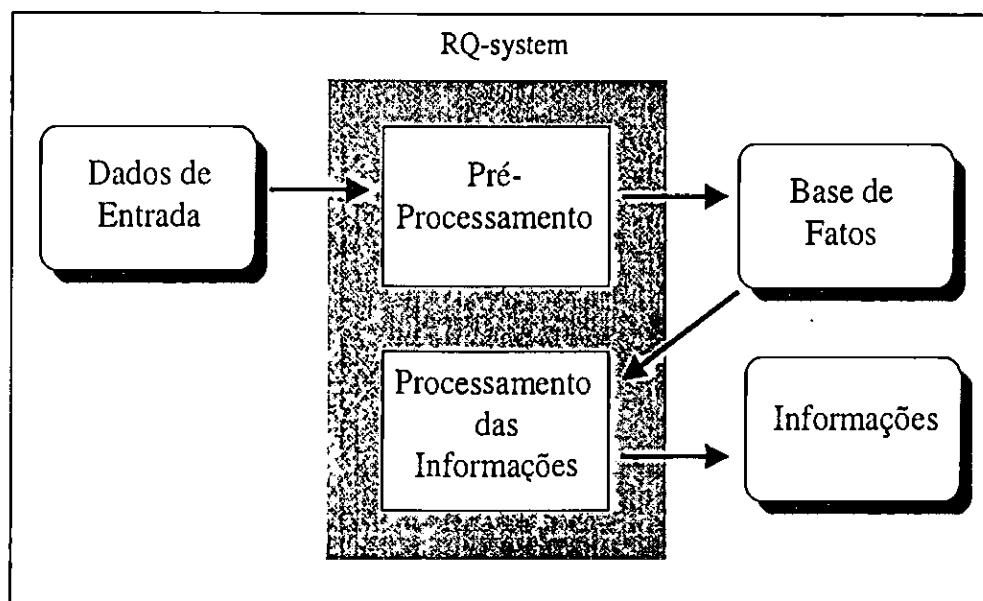 RQ-system
Dados de
Entrada
Pré-
Processamento
Base de
Fatos
Processamento
das
Informações
Informações